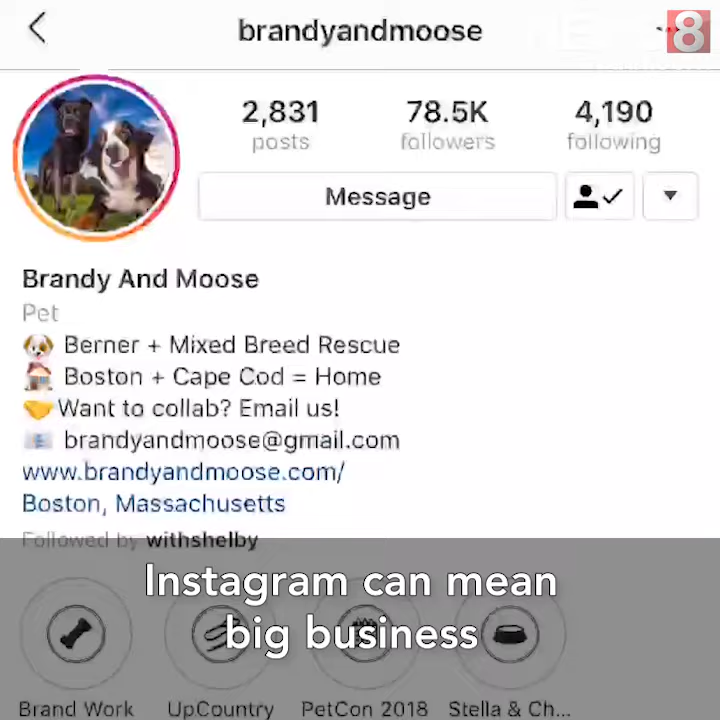 brandyandmoose
8
2,831 78.5K 4,190
posts followers following
Message
Brandy And Moose
Pet
Berner + Mixed Breed Rescue
Boston + Cape Cod = Home
Want to collab? Email us!
brandyandmoose@gmail.com
www.brandyandmoose.com/
Boston, Massachusetts
Followed by withshelby
Instagram can mean
big business
Brand Work UpCountry PetCon 2018 Stella & Ch...